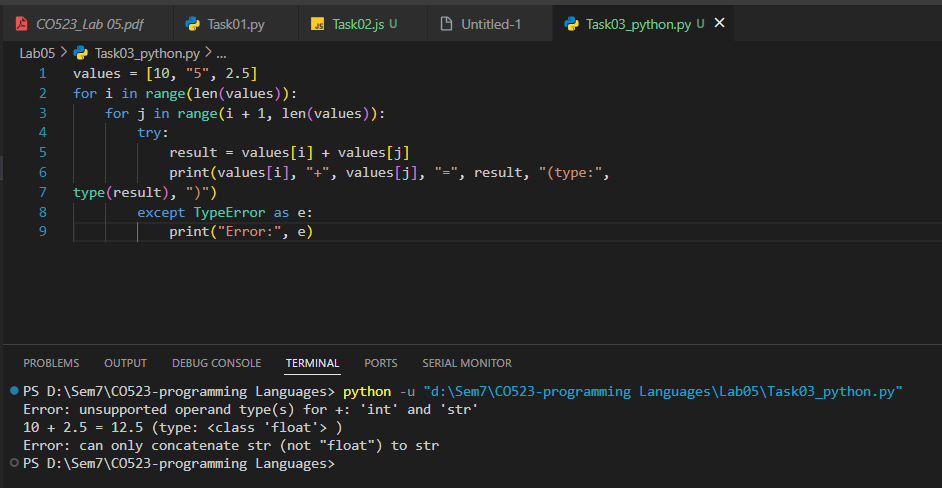 CO523_Lab 05.pdf Task01.py Task02.js U Untitled-1 Task03_python.py U
Lab05 > Task03_python.py > ...
1 values = [10, "5", 2.5]
2 for i in range(len(values)):
3     for j in range(i + 1, len(values)):
4         try:
5             result = values[i] + values[j]
6             print(values[i], "+", values[j], "=", result, "(type:",
7 type(result), ")")
8         except TypeError as e:
9             print("Error:", e)
PROBLEMS OUTPUT DEBUG CONSOLE TERMINAL PORTS SERIAL MONITOR
PS D:\Sem7\CO523-programming Languages> python -u "d:\Sem7\CO523-programming Languages\Lab05\Task03_python.py"
Error: unsupported operand type(s) for +: 'int' and 'str'
10 + 2.5 = 12.5 (type: <class 'float'> )
Error: can only concatenate str (not "float") to str
PS D:\Sem7\CO523-programming Languages>